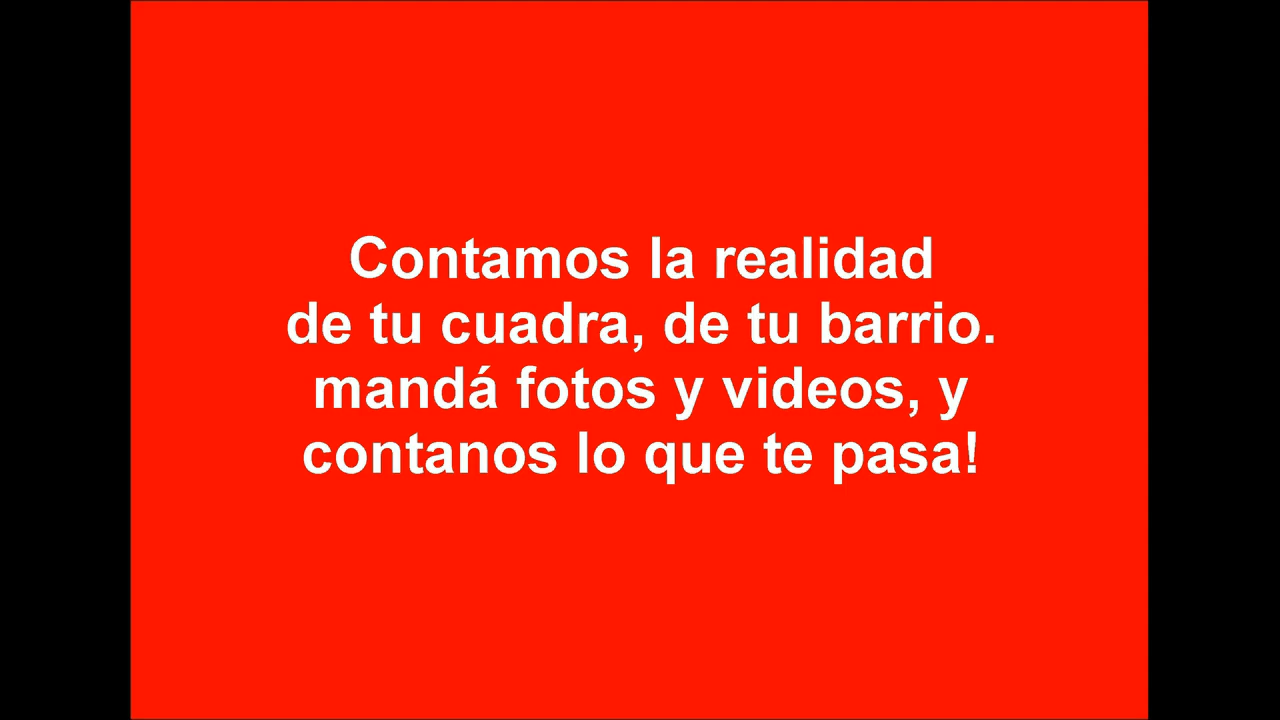 Contamos la realidad
de tu cuadra, de tu barrio.
mandá fotos y videos, y
contanos lo que te pasa!